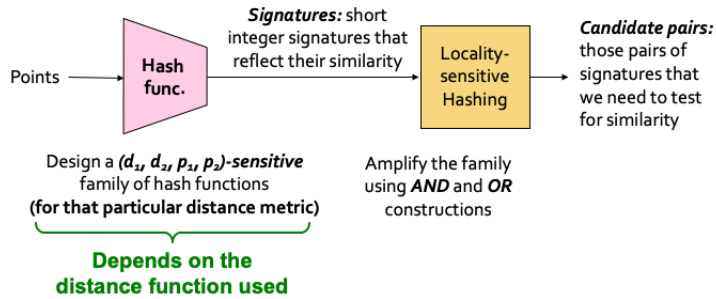 Points
Hash
func.
Signatures: short
integer signatures that
reflect their similarity
Locality-
sensitive
Hashing
Candidate pairs:
those pairs of
signatures that
we need to test
for similarity
Design a (d₁, d₂, p₁, p₂)-sensitive
family of hash functions
(for that particular distance metric)
Amplify the family
using AND and OR
constructions
Depends on the
distance function used